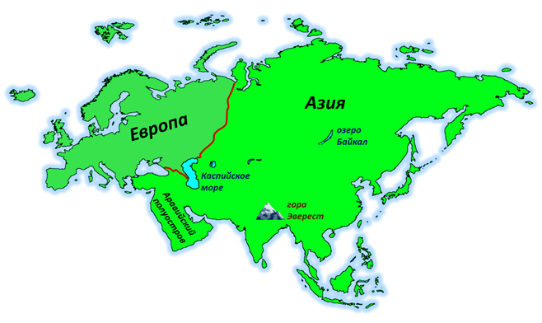 Азия
Европа
озеро
Байкал
Каспийское
море
Аравийский
полуостров
гора
Эверест